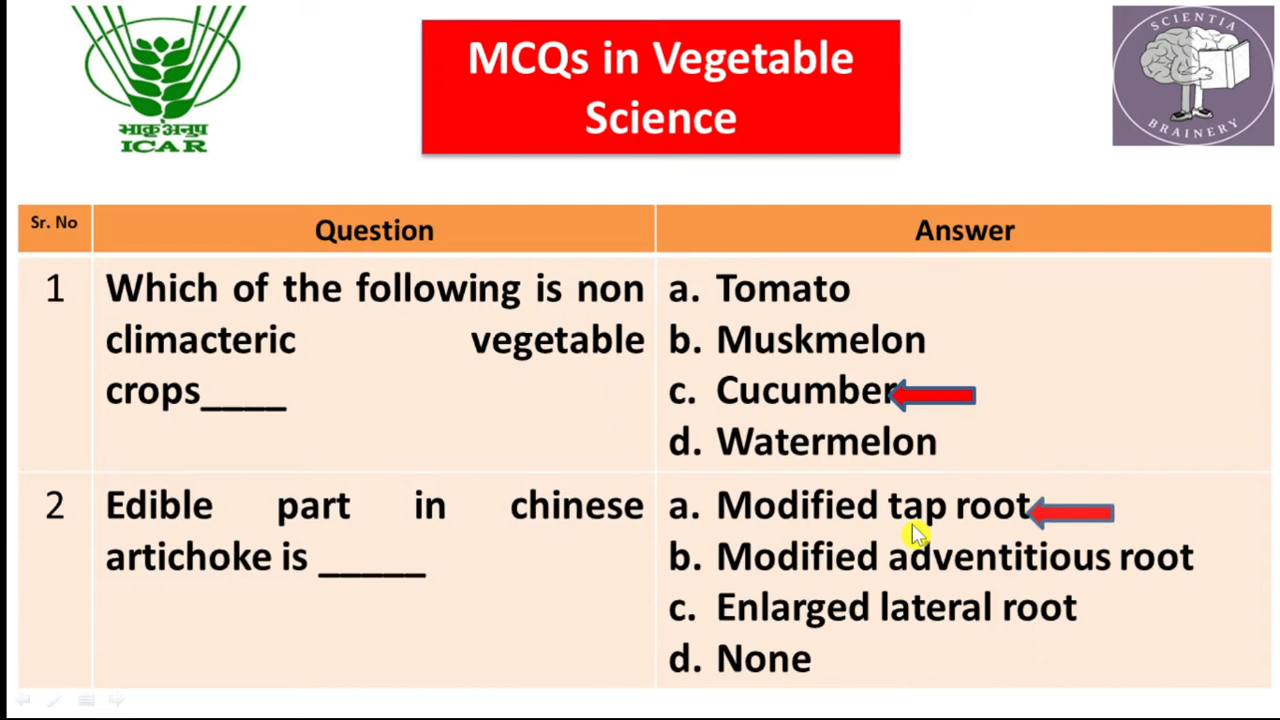 भाकृअनुप
ICAR
MCQs in Vegetable
Science
SCIENTIA
BRAINERY
Sr. No
Question
Answer
1
Which of the following is non
climacteric vegetable
crops____
a. Tomato
b. Muskmelon
c. Cucumber
d. Watermelon
2
Edible part in chinese
artichoke is _____
a. Modified tap root
b. Modified adventitious root
c. Enlarged lateral root
d. None